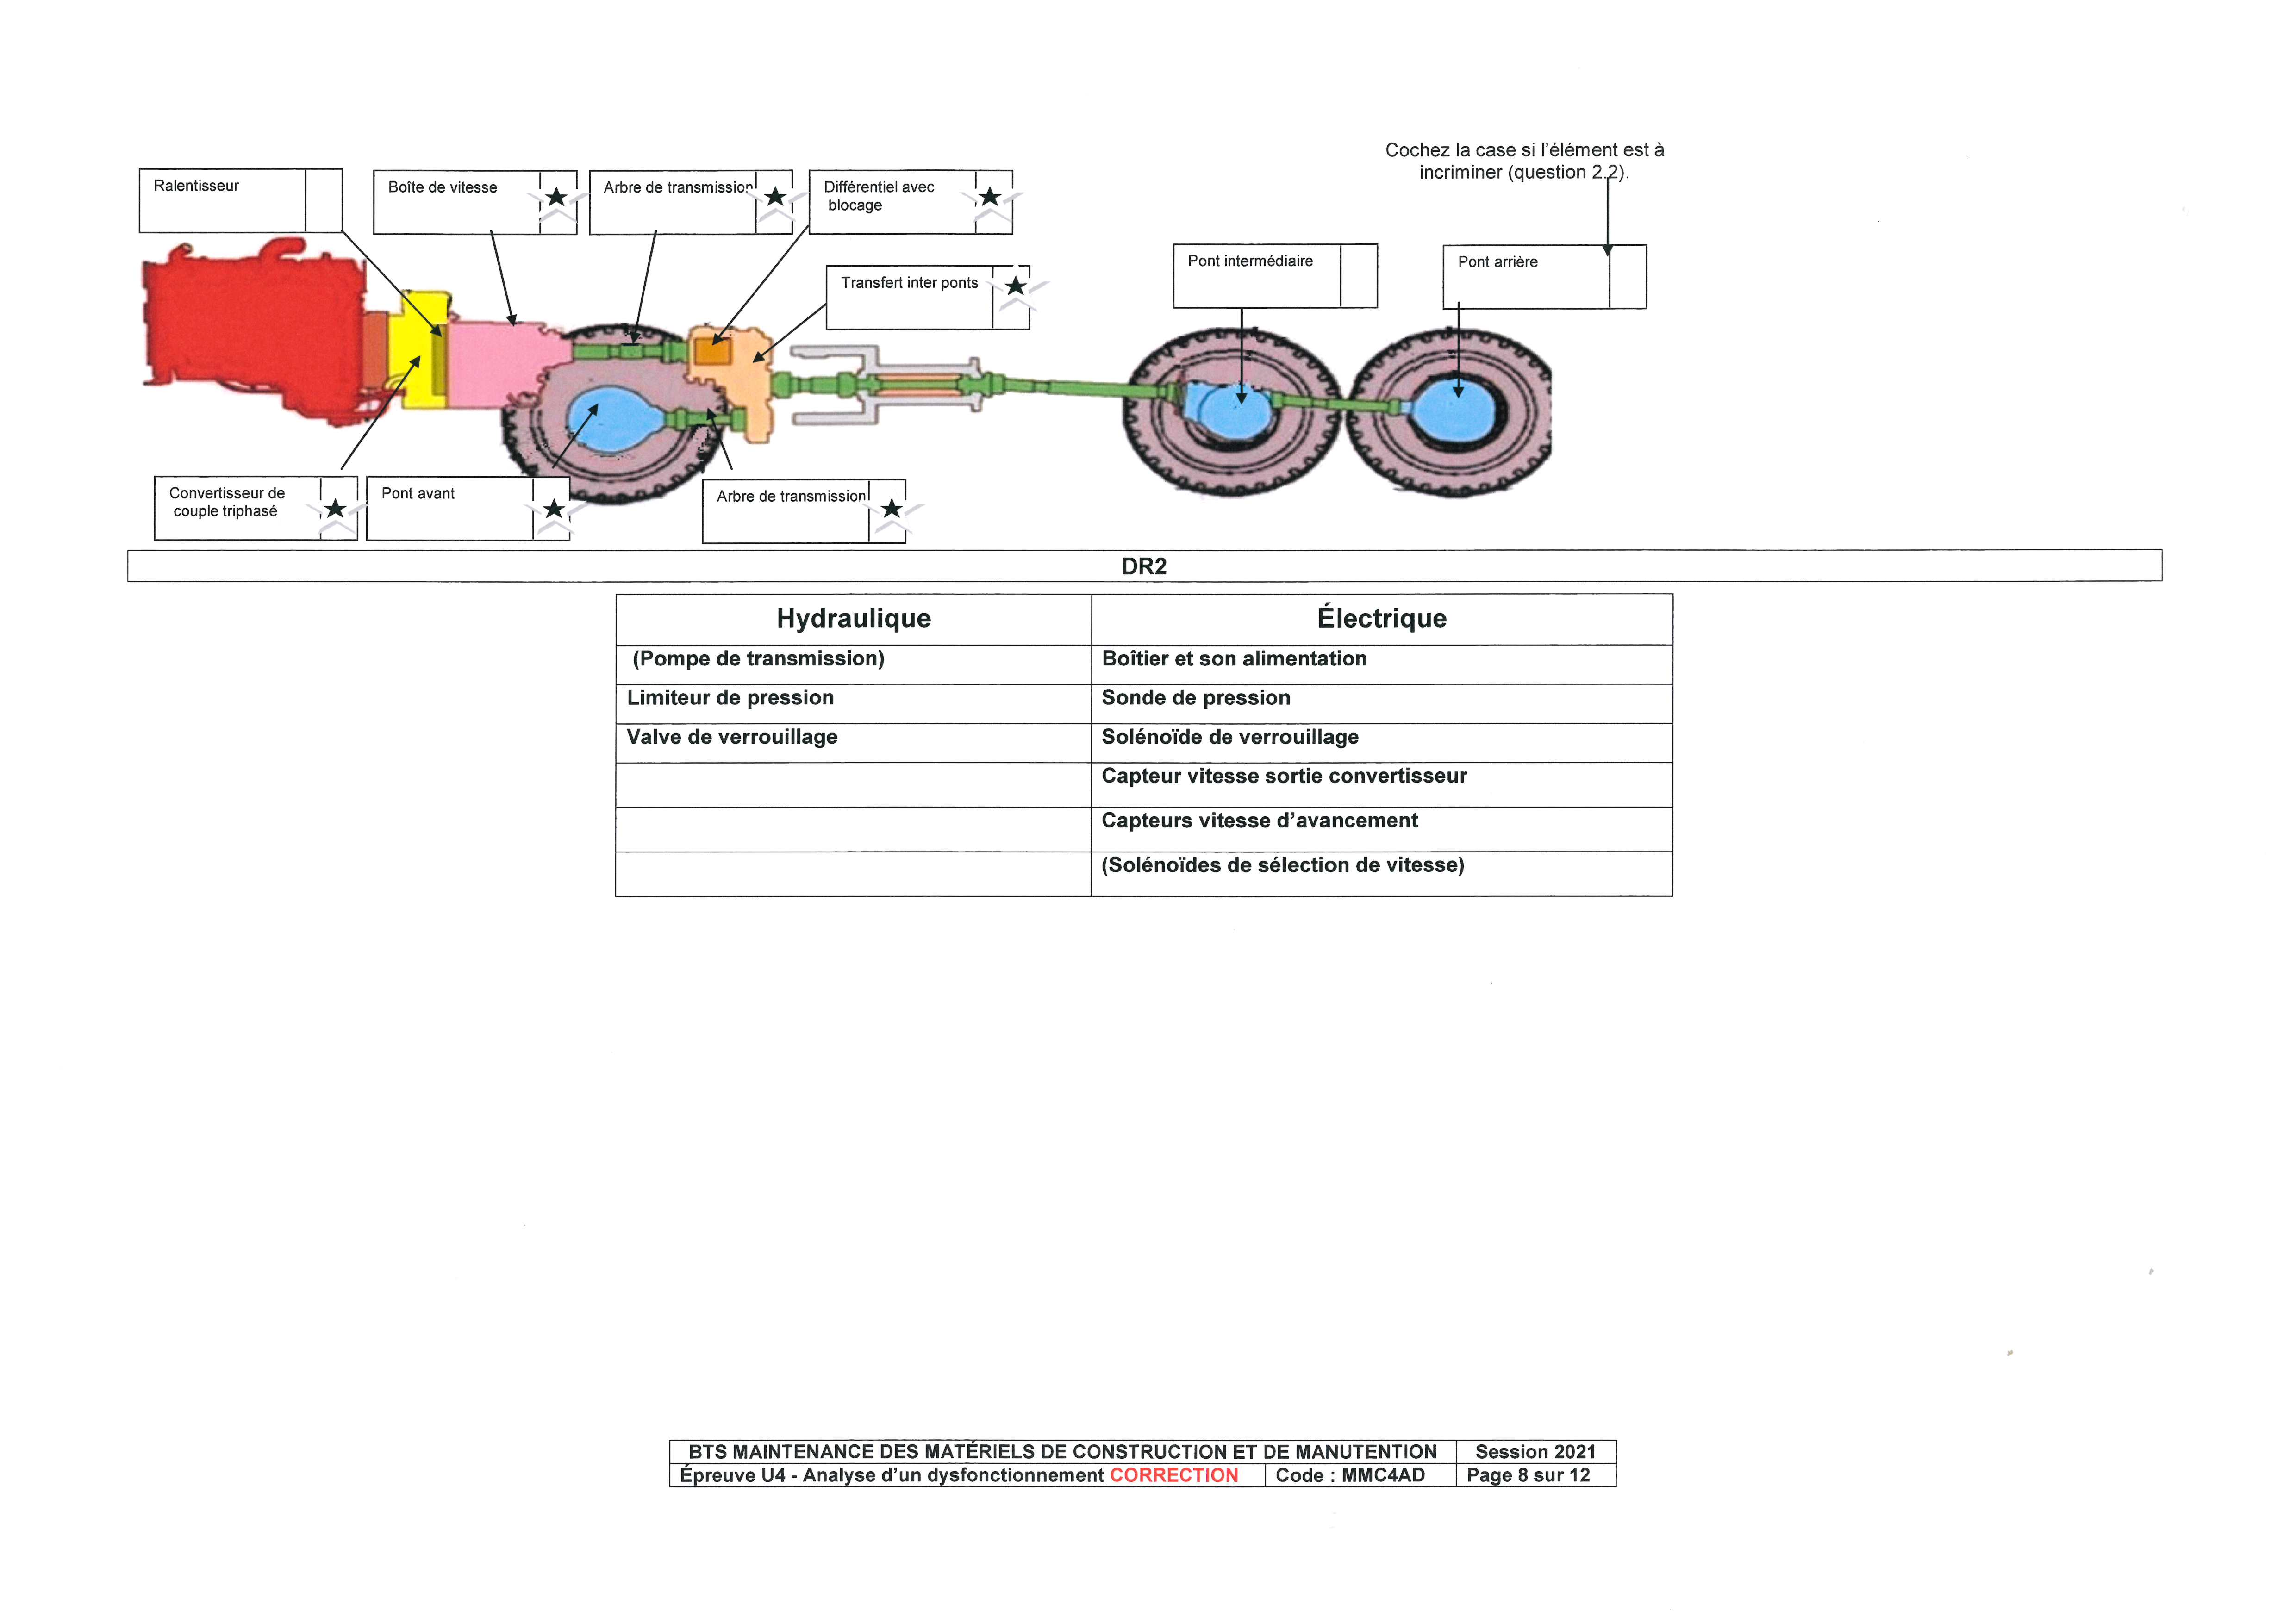 Cochez la case si l'élément est à
incriminer (question 2.2).
Ralentisseur
Boîte de vitesse
Arbre de transmission
Différentiel avec
blocage
Transfert inter ponts
Pont intermédiaire
Pont arrière
Convertisseur de
couple triphasé
Pont avant
Arbre de transmission
DR2
Hydraulique
Électrique
(Pompe de transmission)
Boîtier et son alimentation
Limiteur de pression
Sonde de pression
Valve de verrouillage
Solénoïde de verrouillage
Capteur vitesse sortie convertisseur
Capteurs vitesse d'avancement
(Solénoïdes de sélection de vitesse)
BTS MAINTENANCE DES MATÉRIELS DE CONSTRUCTION ET DE MANUTENTION
Session 2021
Épreuve U4 - Analyse d'un dysfonctionnement CORRECTION
Code : MMC4AD
Page 8 sur 12